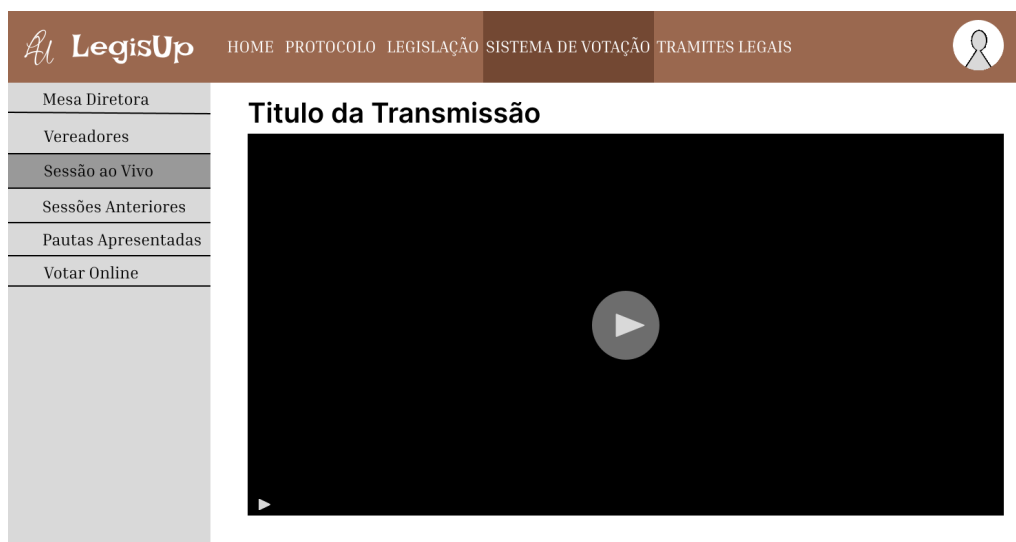 LegisUp
HOME PROTOCOLO LEGISLAÇÃO SISTEMA DE VOTAÇÃO TRAMITES LEGAIS
Mesa Diretora
Vereadores
Sessão ao Vivo
Sessões Anteriores
Pautas Apresentadas
Votar Online
Titulo da Transmissão